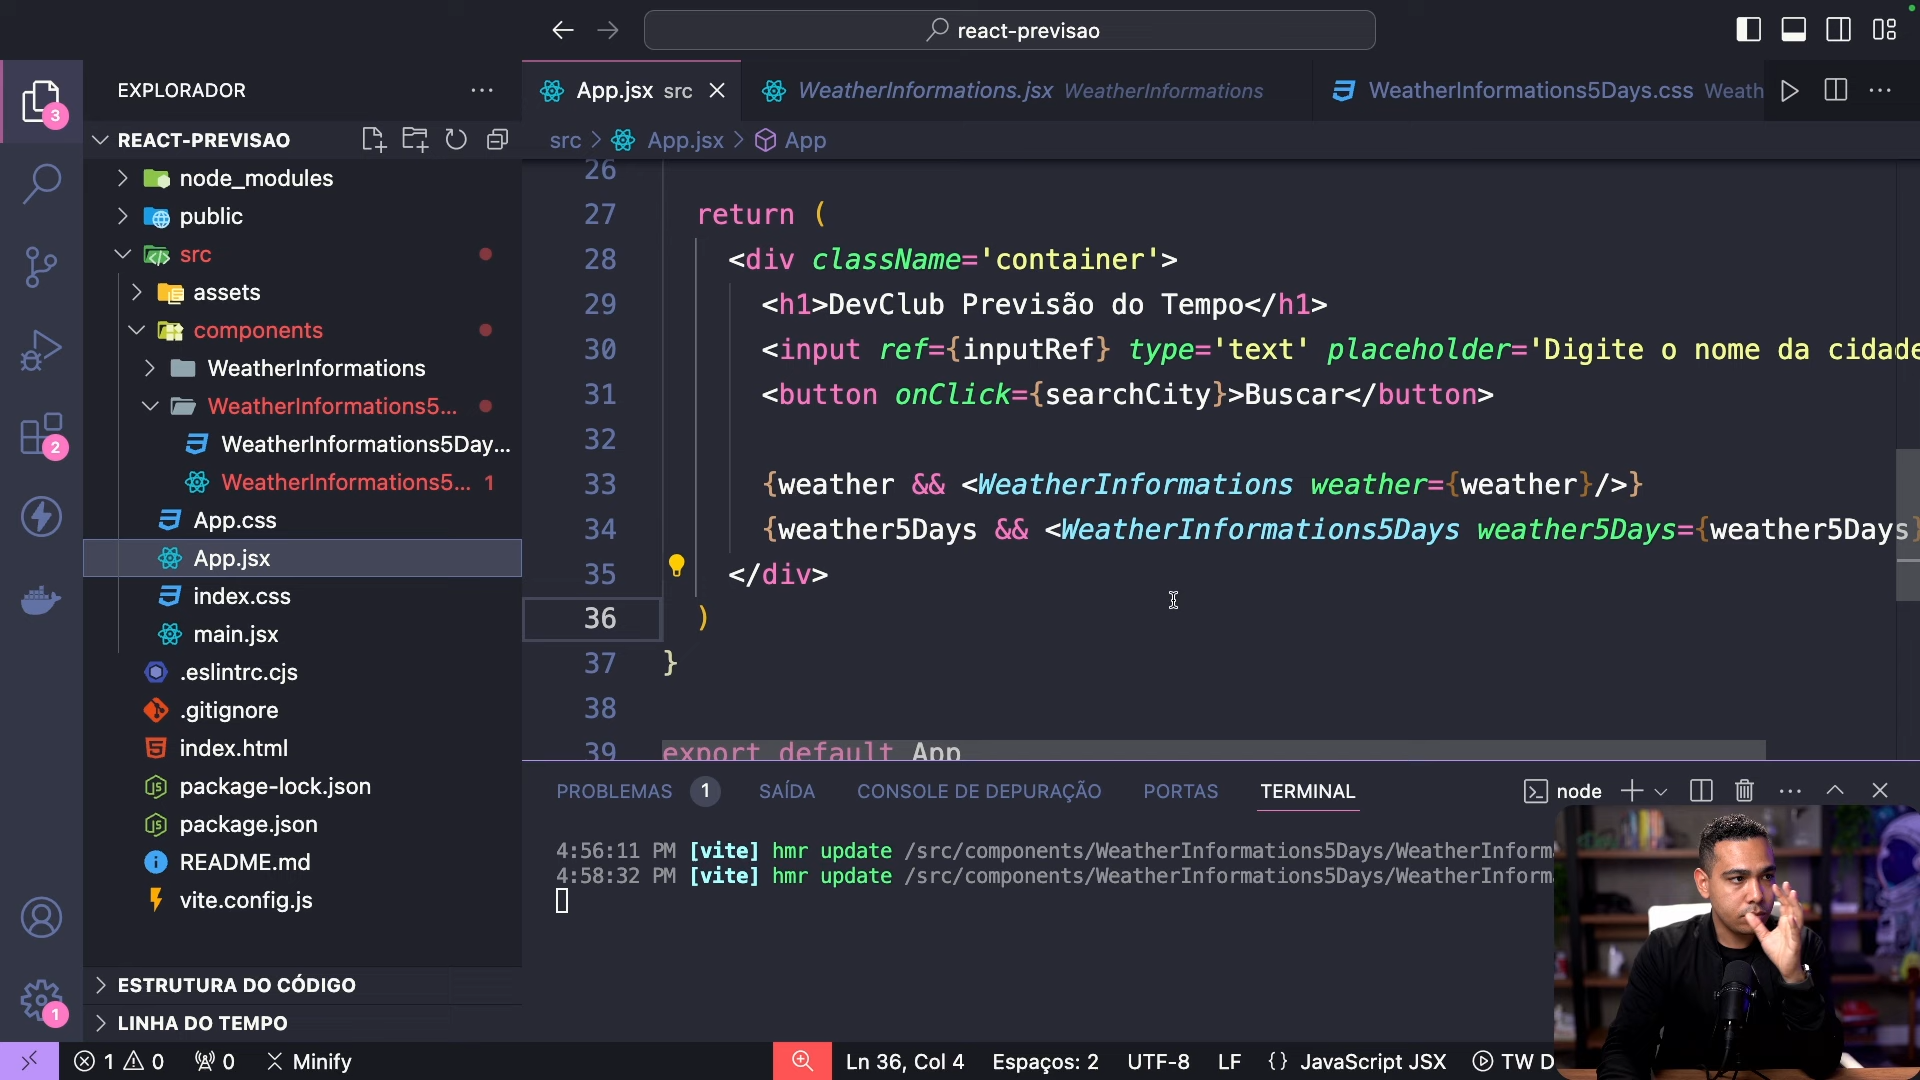 react-previsao
EXPLORADOR
App.jsx src
WeatherInformations.jsx WeatherInformations
WeatherInformations5Days.css Weath
3
REACT-PREVISAO
src > App.jsx > App
node_modules
public
src
assets
components
WeatherInformations
WeatherInformations5...
WeatherInformations5Day...
WeatherInformations5... 1
App.css
App.jsx
index.css
main.jsx
.eslintrc.cjs
.gitignore
index.html
package-lock.json
package.json
README.md
vite.config.js
ESTRUTURA DO CÓDIGO
LINHA DO TEMPO
2
1
26
27 return (
28 <div className='container'>
29 <h1>DevClub Previsão do Tempo</h1>
30 <input ref={inputRef} type='text' placeholder='Digite o nome da cidade
31 <button onClick={searchCity}>Buscar</button>
32
33 {weather && <WeatherInformations weather={weather}/>}
34 {weather5Days && <WeatherInformations5Days weather5Days={weather5Days}
35 </div>
36 )
37 }
38
39 export default App
PROBLEMAS 1 SAÍDA CONSOLE DE DEPURAÇÃO PORTAS TERMINAL
node
4:56:11 PM [vite] hmr update /src/components/WeatherInformations5Days/WeatherInform
4:58:32 PM [vite] hmr update /src/components/WeatherInformations5Days/WeatherInform
1 0 0 Minify
Ln 36, Col 4 Espaços: 2 UTF-8 LF {} JavaScript JSX TW D